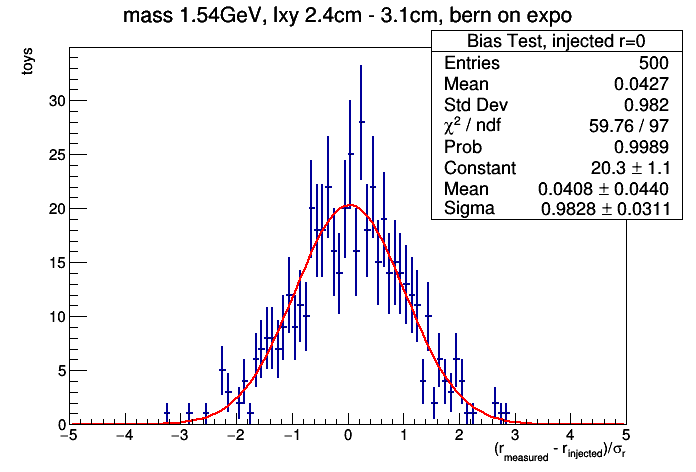 mass 1.54GeV, lxy 2.4cm - 3.1cm, bern on expo
toys
Bias Test, injected r=0
Entries 500
Mean 0.0427
Std Dev 0.982
χ² / ndf 59.76 / 97
Prob 0.9989
Constant 20.3 ± 1.1
Mean 0.0408 ± 0.0440
Sigma 0.9828 ± 0.0311
30
25
20
15
10
5
0
−5 −4 −3 −2 −1 0 1 2 3 4 5
(r_measured - r_injected)/σ_r